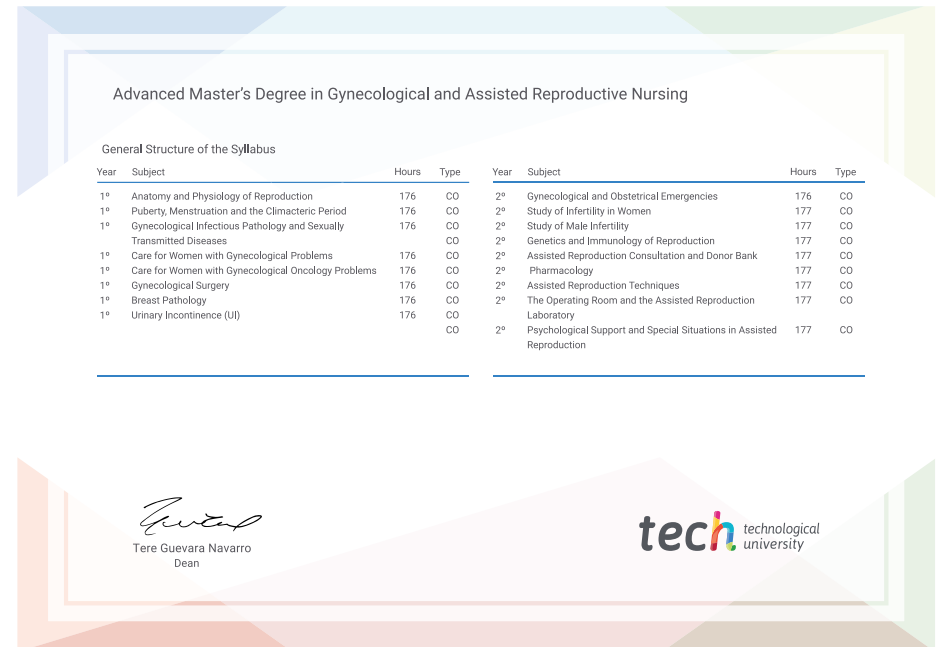 Advanced Master's Degree in Gynecological and Assisted Reproductive Nursing
General Structure of the Syllabus
Year Subject Hours Type
1º Anatomy and Physiology of Reproduction 176 CO
1º Puberty, Menstruation and the Climacteric Period 176 CO
1º Gynecological Infectious Pathology and Sexually 176 CO
Transmitted Diseases CO
1º Care for Women with Gynecological Problems 176 CO
1º Care for Women with Gynecological Oncology Problems 176 CO
1º Gynecological Surgery 176 CO
1º Breast Pathology 176 CO
1º Urinary Incontinence (UI) 176 CO
CO
Year Subject Hours Type
2º Gynecological and Obstetrical Emergencies 176 CO
2º Study of Infertility in Women 177 CO
2º Study of Male Infertility 177 CO
2º Genetics and Immunology of Reproduction 177 CO
2º Assisted Reproduction Consultation and Donor Bank 177 CO
2º Pharmacology 177 CO
2º Assisted Reproduction Techniques 177 CO
2º The Operating Room and the Assisted Reproduction 177 CO
Laboratory
2º Psychological Support and Special Situations in Assisted 177 CO
Reproduction
Tere Guevara Navarro
Dean
tech technological
university